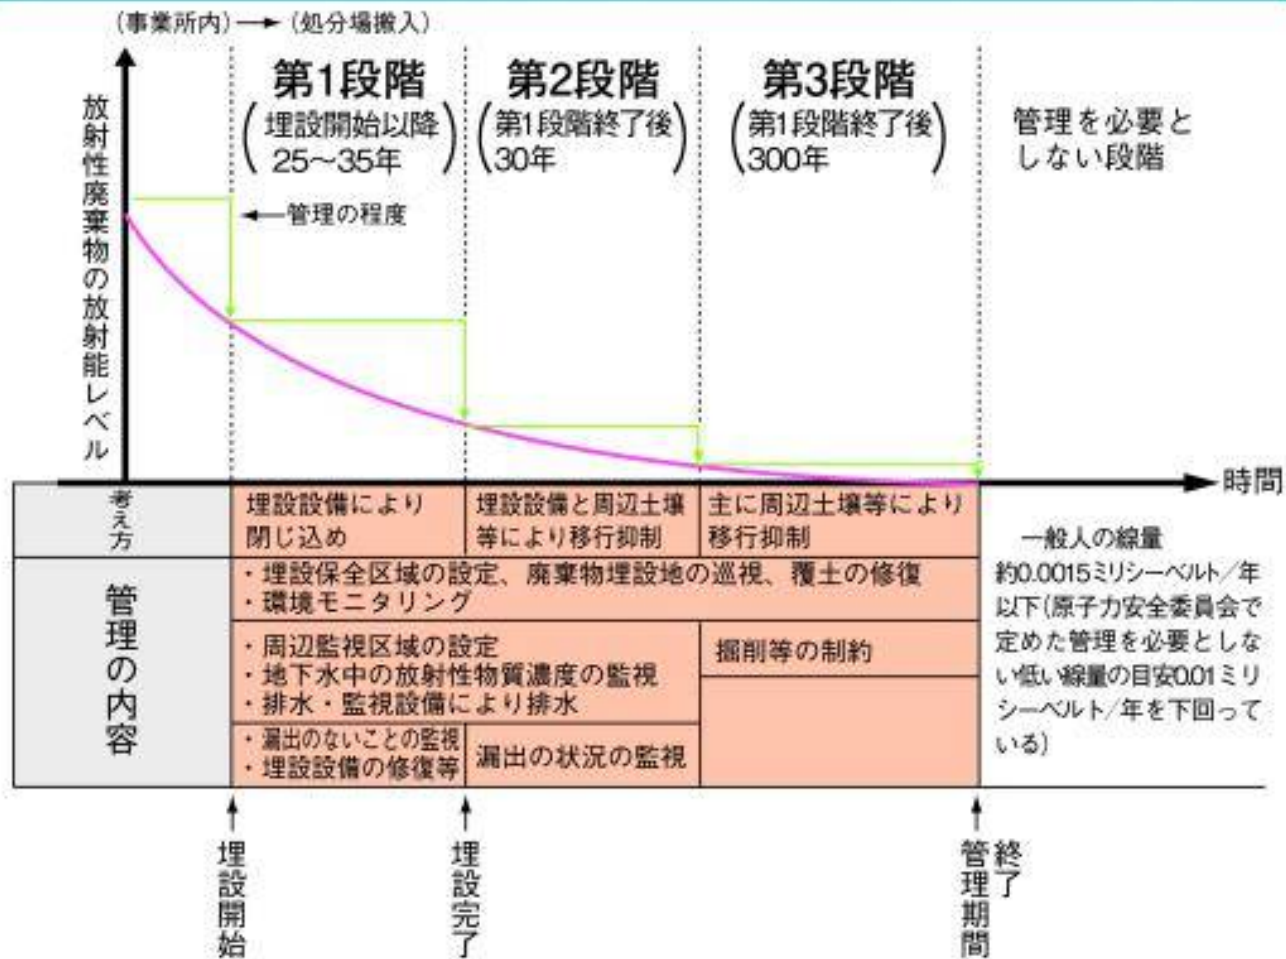 (事業所内)→(処分場搬入)
第1段階
(埋設開始以降
25〜35年)
第2段階
(第1段階終了後
30年)
第3段階
(第1段階終了後
300年)
管理を必要と
しない段階
放射性廃棄物の放射能レベル
←管理の程度
時間
考え方
埋設設備により
閉じ込め
埋設設備と周辺土壌
等により移行抑制
主に周辺土壌等により
移行抑制
管理の内容
・埋設保全区域の設定、廃棄物埋設地の巡視、覆土の修復
・環境モニタリング
・周辺監視区域の設定
・地下水中の放射性物質濃度の監視
・排水・監視設備により排水
掘削等の制約
・漏出のないことの監視
・埋設設備の修復等
漏出の状況の監視
一般人の線量
約0.0015ミリシーベルト/年
以下(原子力安全委員会で
定めた管理を必要としな
い低い線量の目安0.01ミリ
シーベルト/年を下回って
いる)
埋設開始
埋設完了
管理期間
終了